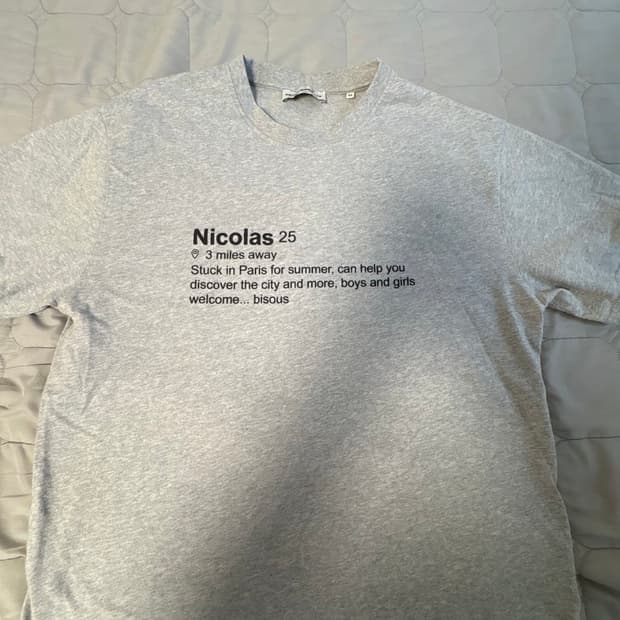 Nicolas 25
3 miles away
Stuck in Paris for summer, can help you
discover the city and more, boys and girls
welcome... bisous